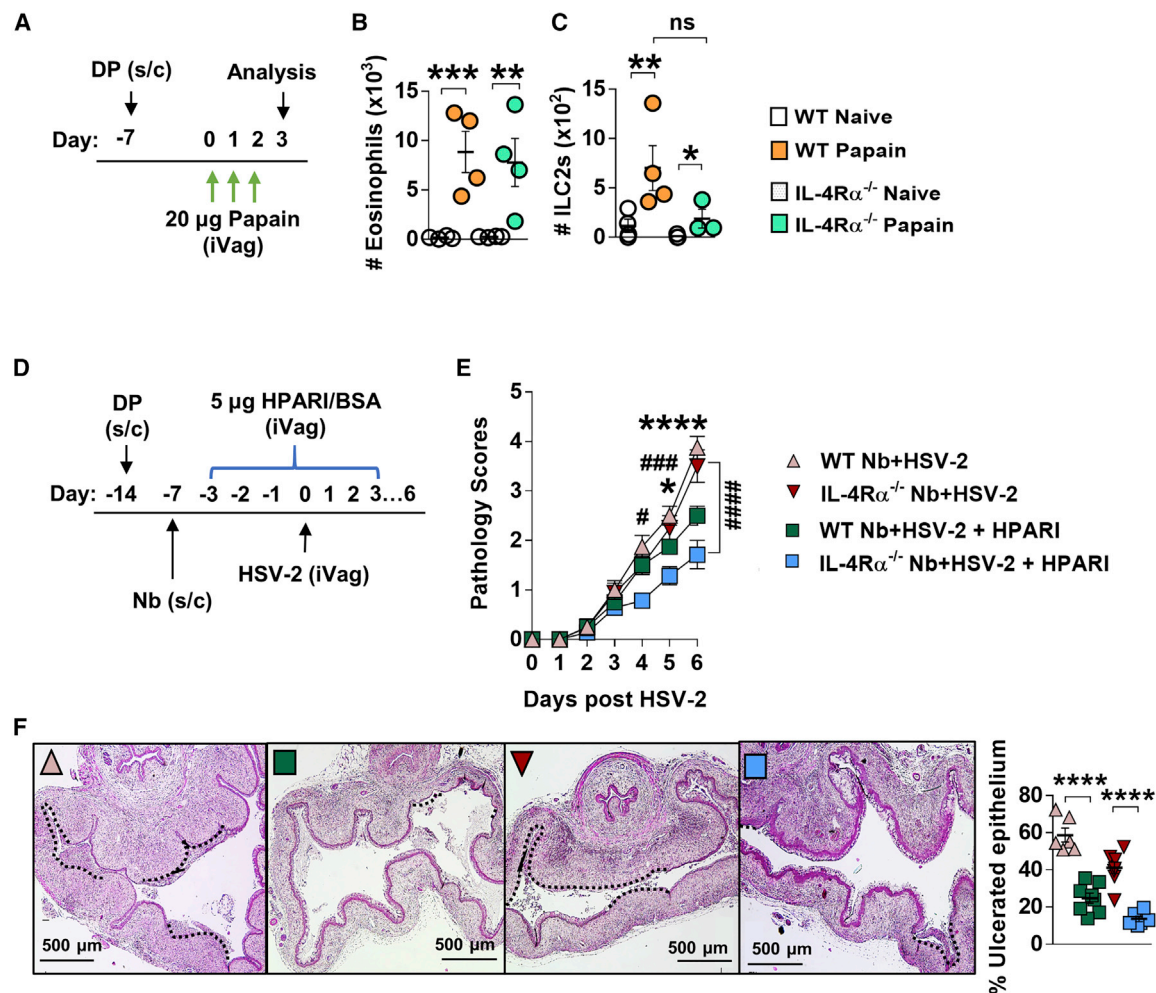 A
DP (s/c)
Analysis
Day: -7 0 1 2 3
20 µg Papain
(iVag)
B
# Eosinophils (x10³)
15
10
5
0
*** **
C
# ILC2s (x10²)
15
10
5
0
ns
**
*
WT Naive
WT Papain
IL-4Rα-/- Naive
IL-4Rα-/- Papain
D
DP
(s/c)
5 µg HPARI/BSA
(iVag)
Day: -14 -7 -3 -2 -1 0 1 2 3...6
HSV-2 (iVag)
Nb (s/c)
E
Pathology Scores
5
4
3
2
1
0
****
###
*
#
####
0 1 2 3 4 5 6
Days post HSV-2
WT Nb+HSV-2
IL-4Rα-/- Nb+HSV-2
WT Nb+HSV-2 + HPARI
IL-4Rα-/- Nb+HSV-2 + HPARI
F
500 µm
500 µm
500 µm
500 µm
% Ulcerated epithelium
80
60
40
20
0
****
****